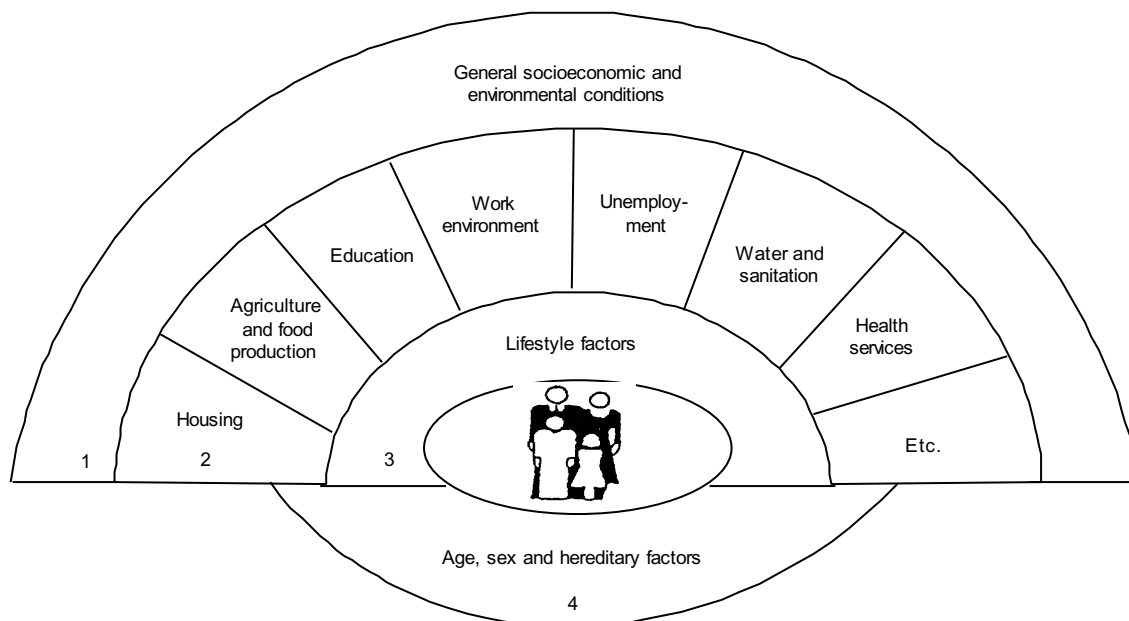 General socioeconomic and
environmental conditions
Work
environment
Unemploy-
ment
Education
Water and
sanitation
Agriculture
and food
production
Health
services
Lifestyle factors
Housing
Etc.
1
2
3
Age, sex and hereditary factors
4